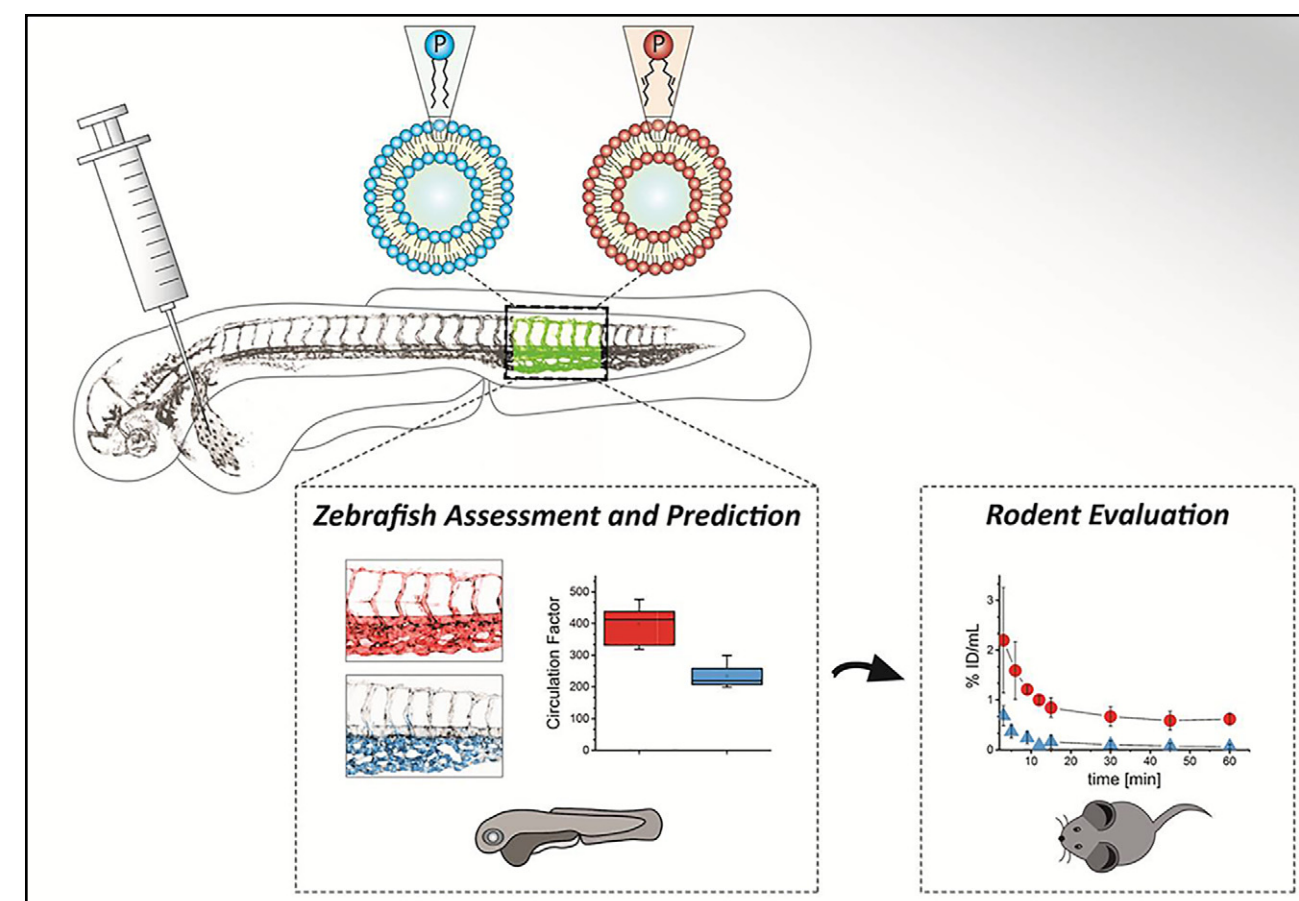 P
P
Zebrafish Assessment and Prediction
Rodent Evaluation
Circulation Factor
500
400
300
200
100
0
% ID/mL
3
2
1
0
10
20
30
40
50
60
time [min]